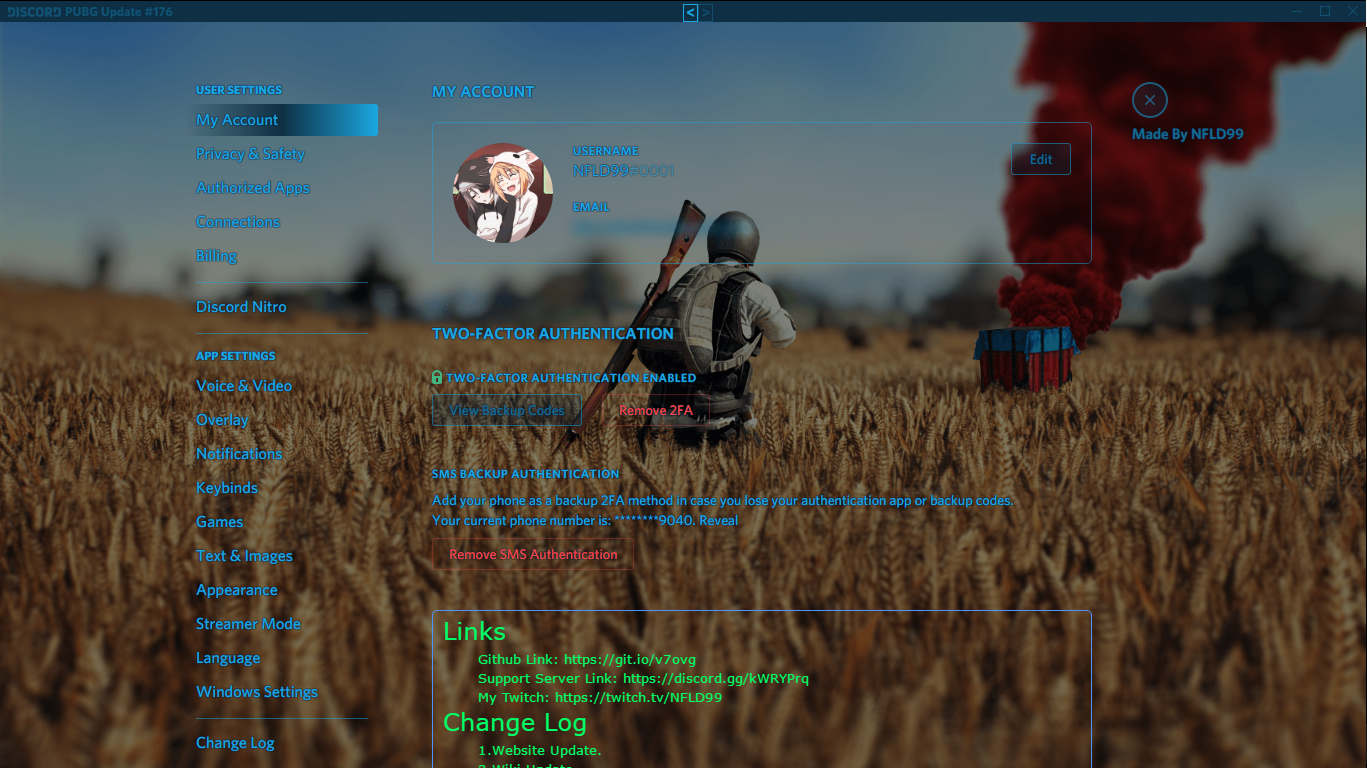 DISCORD PUBG Update #176
< >
USER SETTINGS
My Account
Privacy & Safety
Authorized Apps
Connections
Billing
Discord Nitro
APP SETTINGS
Voice & Video
Overlay
Notifications
Keybinds
Games
Text & Images
Appearance
Streamer Mode
Language
Windows Settings
Change Log
MY ACCOUNT
USERNAME
NFLD99#0001
Edit
EMAIL
TWO-FACTOR AUTHENTICATION
TWO-FACTOR AUTHENTICATION ENABLED
View Backup Codes
Remove 2FA
SMS BACKUP AUTHENTICATION
Add your phone as a backup 2FA method in case you lose your authentication app or backup codes.
Your current phone number is: ********9040. Reveal
Remove SMS Authentication
Links
Github Link: https://git.io/v7ovg
Support Server Link: https://discord.gg/kWRYPrq
My Twitch: https://twitch.tv/NFLD99
Change Log
1.Website Update.
2.Wiki Update.
Made By NFLD99